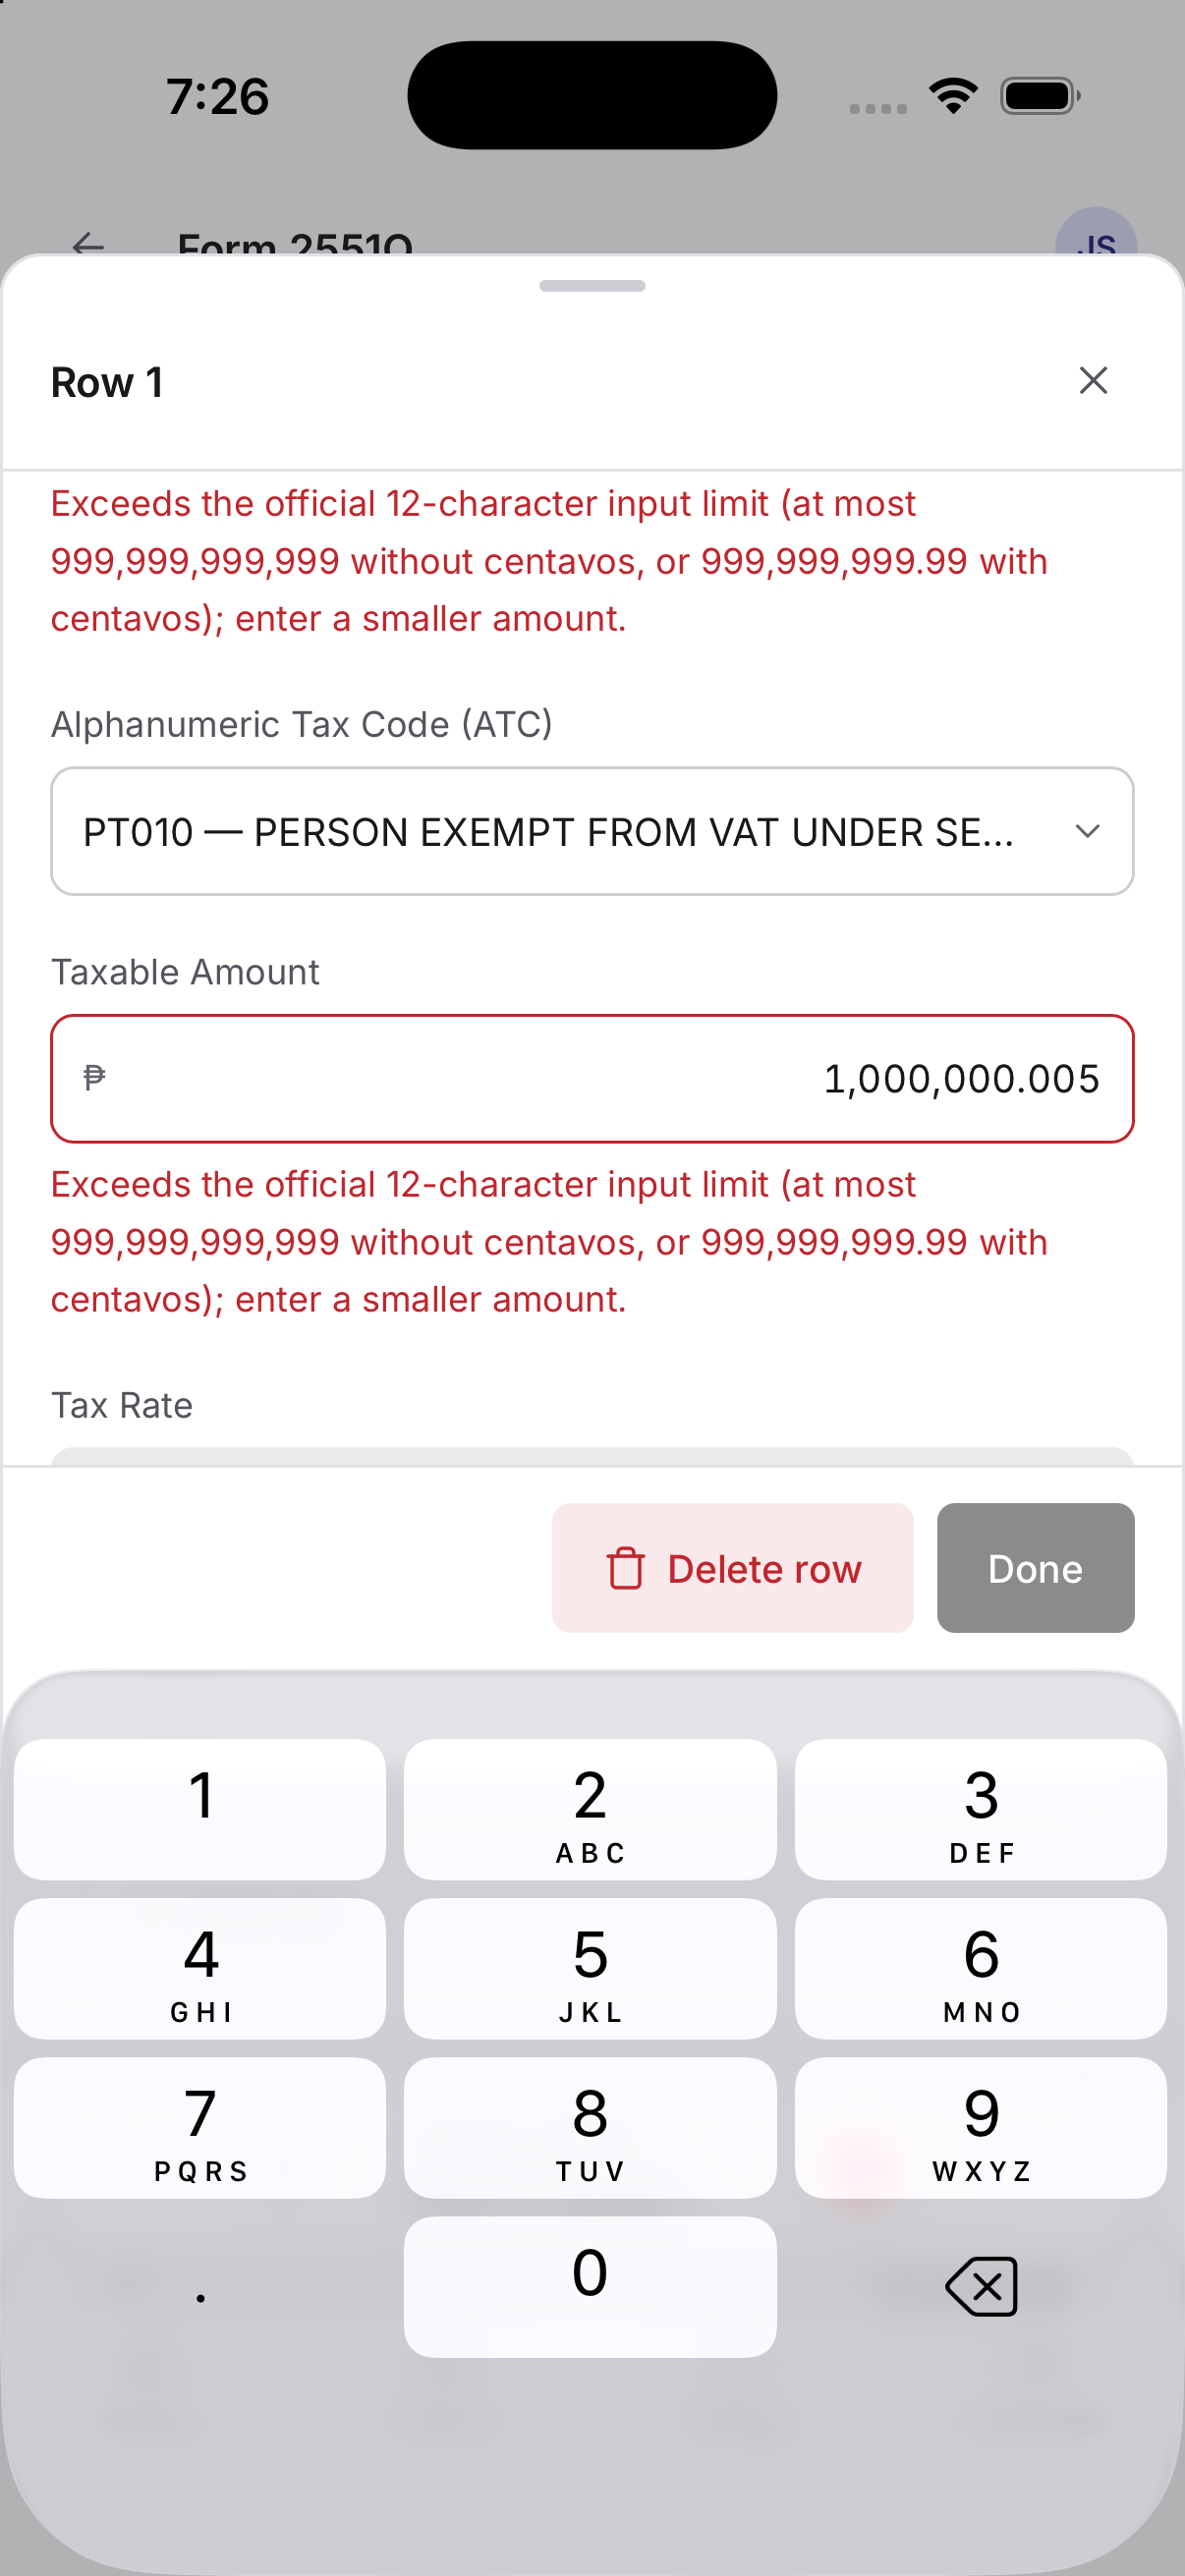 7:26
Form 2551Q
JS
Row 1
Exceeds the official 12-character input limit (at most
999,999,999,999 without centavos, or 999,999,999.99 with
centavos); enter a smaller amount.
Alphanumeric Tax Code (ATC)
PT010 — PERSON EXEMPT FROM VAT UNDER SE...
Taxable Amount
₱ 1,000,000.005
Exceeds the official 12-character input limit (at most
999,999,999,999 without centavos, or 999,999,999.99 with
centavos); enter a smaller amount.
Tax Rate
Delete row
Done
1 2 3
ABC DEF
4 5 6
GHI JKL MNO
7 8 9
PQRS TUV WXYZ
. 0